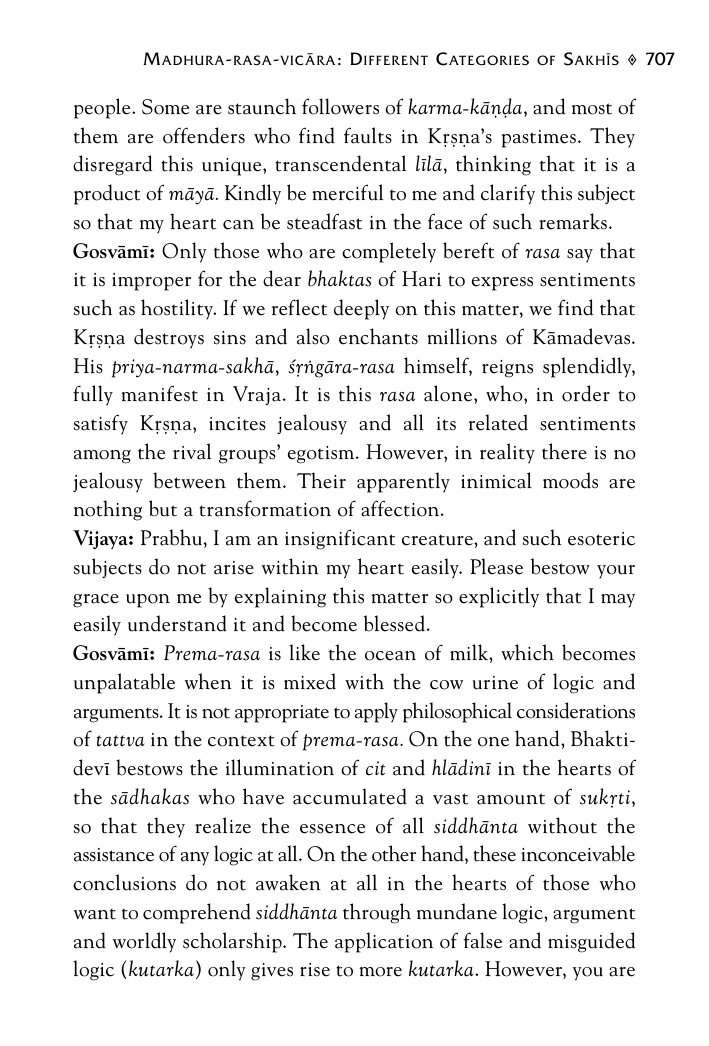 MADHURA-RASA-VICĀRA: DIFFERENT CATEGORIES OF SAKHĪS ◊ 707
people. Some are staunch followers of karma-kāṇḍa, and most of
them are offenders who find faults in Kṛṣṇa's pastimes. They
disregard this unique, transcendental līlā, thinking that it is a
product of māyā. Kindly be merciful to me and clarify this subject
so that my heart can be steadfast in the face of such remarks.
Gosvāmī: Only those who are completely bereft of rasa say that
it is improper for the dear bhaktas of Hari to express sentiments
such as hostility. If we reflect deeply on this matter, we find that
Kṛṣṇa destroys sins and also enchants millions of Kāmadevas.
His priya-narma-sakhā, śṛṅgāra-rasa himself, reigns splendidly,
fully manifest in Vraja. It is this rasa alone, who, in order to
satisfy Kṛṣṇa, incites jealousy and all its related sentiments
among the rival groups' egotism. However, in reality there is no
jealousy between them. Their apparently inimical moods are
nothing but a transformation of affection.
Vijaya: Prabhu, I am an insignificant creature, and such esoteric
subjects do not arise within my heart easily. Please bestow your
grace upon me by explaining this matter so explicitly that I may
easily understand it and become blessed.
Gosvāmī: Prema-rasa is like the ocean of milk, which becomes
unpalatable when it is mixed with the cow urine of logic and
arguments. It is not appropriate to apply philosophical considerations
of tattva in the context of prema-rasa. On the one hand, Bhakti-
devī bestows the illumination of cit and hlādinī in the hearts of
the sādhakas who have accumulated a vast amount of sukṛti,
so that they realize the essence of all siddhānta without the
assistance of any logic at all. On the other hand, these inconceivable
conclusions do not awaken at all in the hearts of those who
want to comprehend siddhānta through mundane logic, argument
and worldly scholarship. The application of false and misguided
logic (kutarka) only gives rise to more kutarka. However, you are